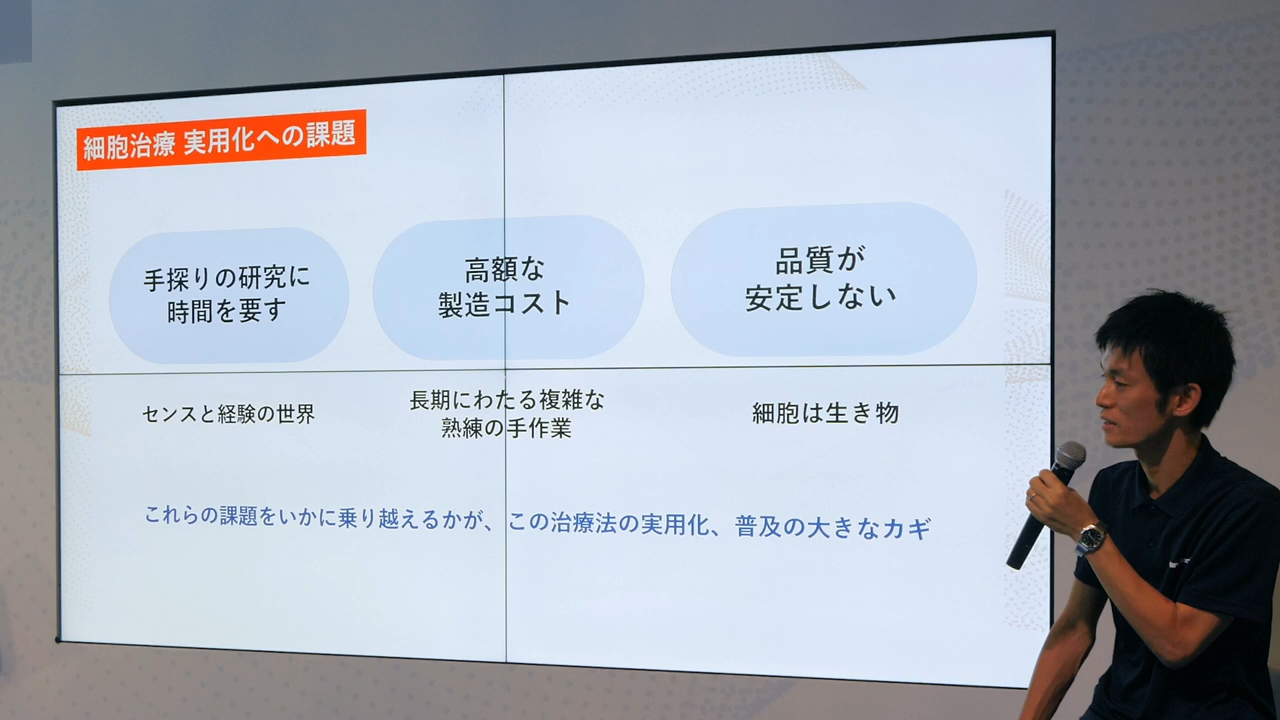 細胞治療 実用化への課題
手探りの研究に
時間を要す
高額な
製造コスト
品質が
安定しない
センスと経験の世界
長期にわたる複雑な
熟練の手作業
細胞は生き物
これらの課題をいかに乗り越えるかが、この治療法の実用化、普及の大きなカギ